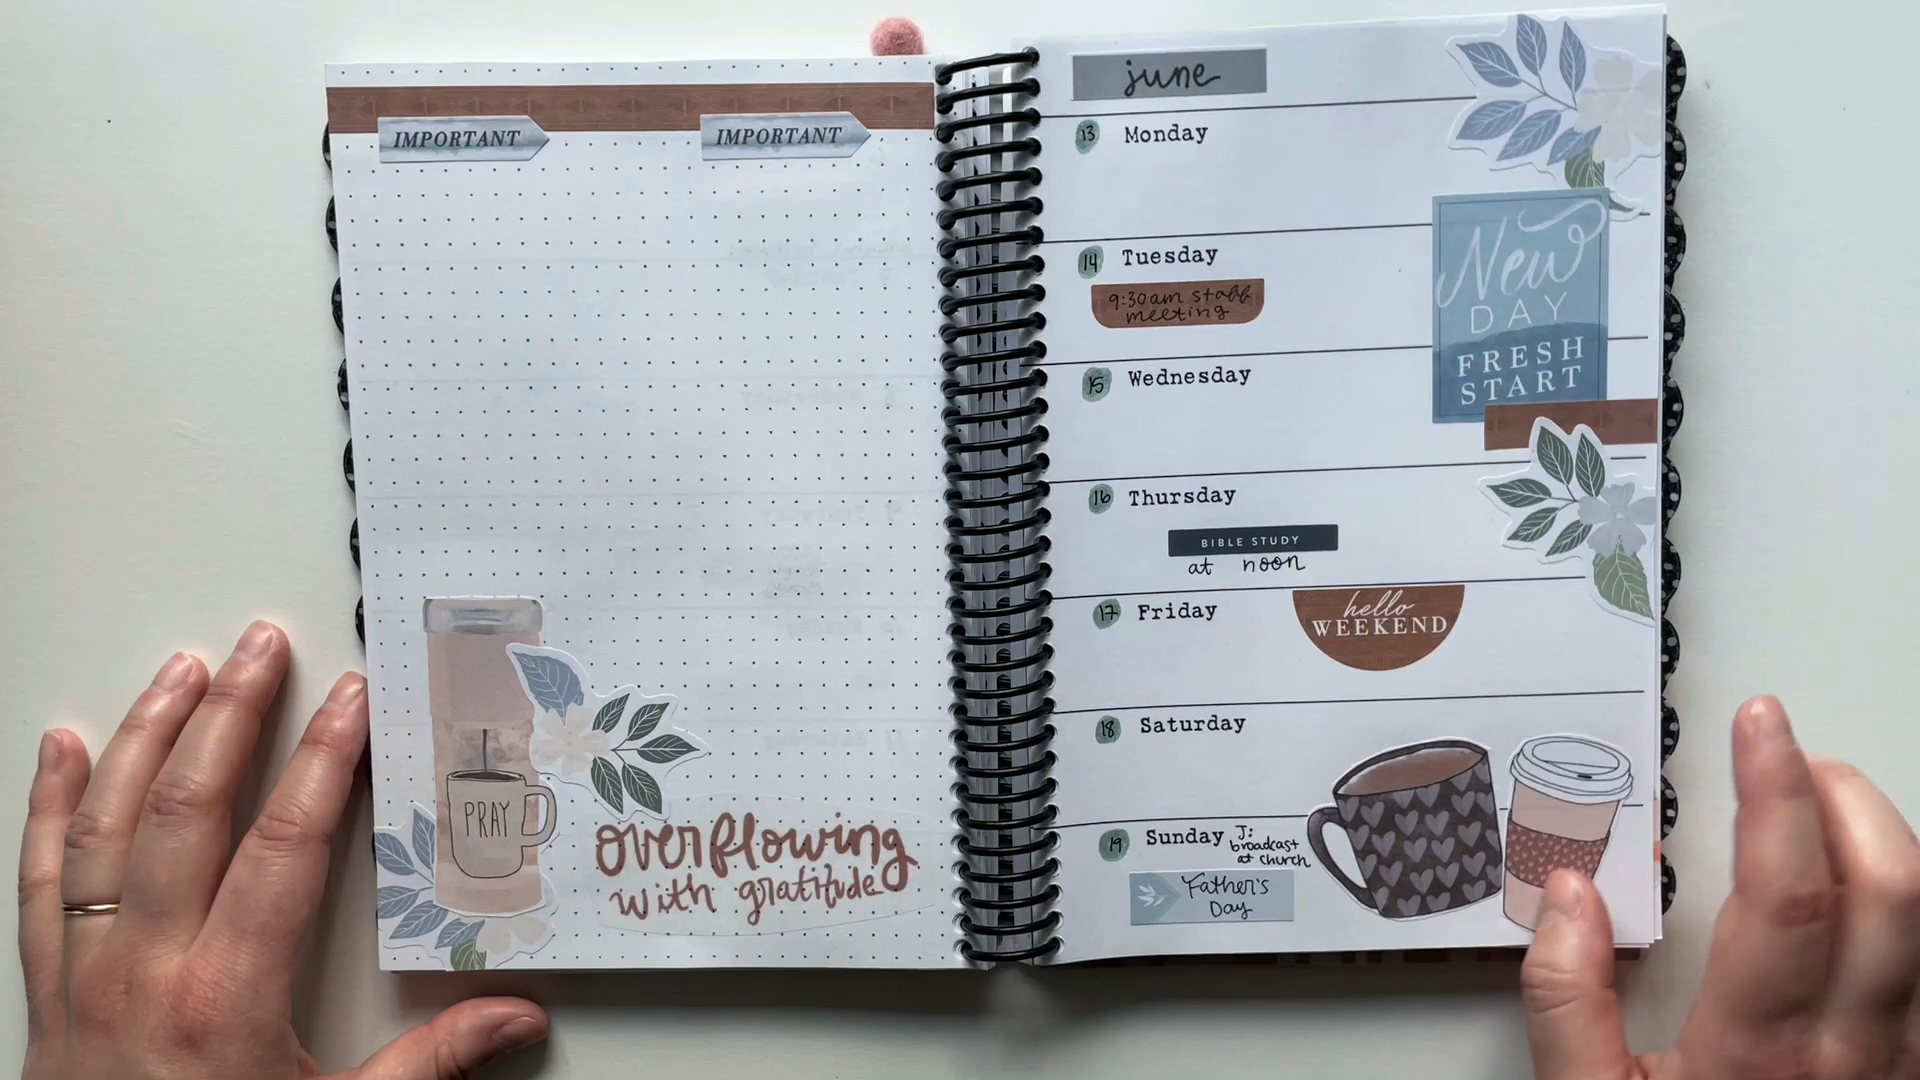 IMPORTANT
IMPORTANT
PRAY
overflowing
with gratitude
june
13 Monday
14 Tuesday
9:30am staff
meeting
New
DAY
FRESH
START
15 Wednesday
16 Thursday
BIBLE STUDY
at noon
17 Friday
hello
WEEKEND
18 Saturday
19 Sunday
J:
broadcast
at church
Father's
Day